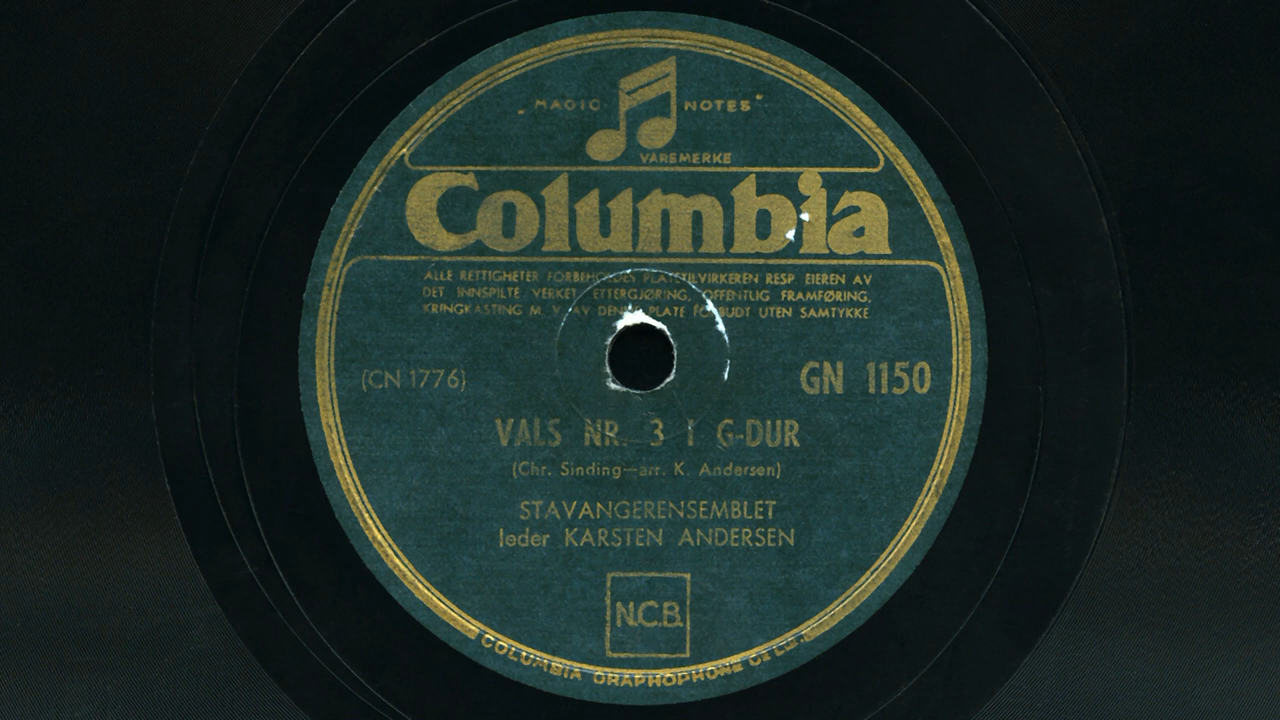 „MAGIC NOTES"
VAREMERKE
Columbia
ALLE RETTIGHETER FORBEHOLDES PLATETILVIRKEREN RESP. EIEREN AV
DET INNSPILTE VERKET. ETTERGJØRING, OFFENTLIG FRAMFØRING,
KRINGKASTING M. V. AV DENNE PLATE FORBUDT UTEN SAMTYKKE
(CN 1776)
GN 1150
VALS NR. 3 I G-DUR
(Chr. Sinding—arr. K. Andersen)
STAVANGERENSEMBLET
leder KARSTEN ANDERSEN
N.C.B.
COLUMBIA GRAPHOPHONE Co LTD.